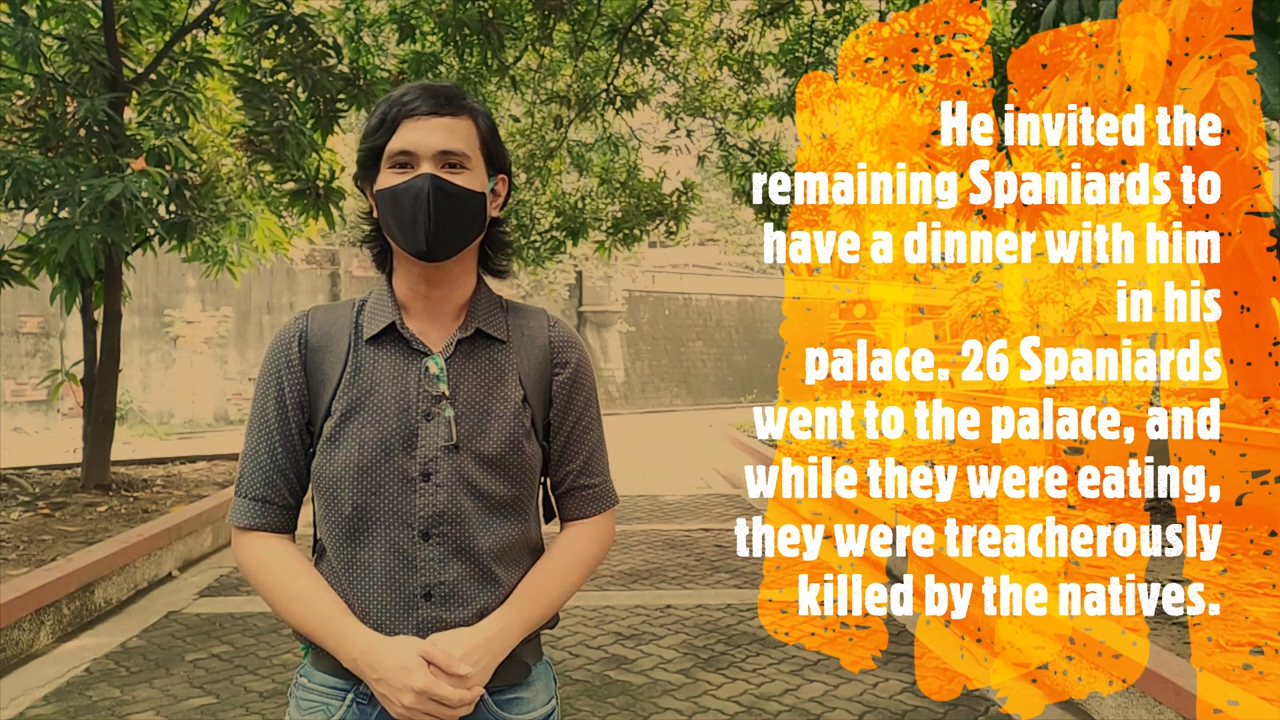 He invited the
remaining Spaniards to
have a dinner with him
in his
palace. 26 Spaniards
went to the palace, and
while they were eating,
they were treacherously
killed by the natives.